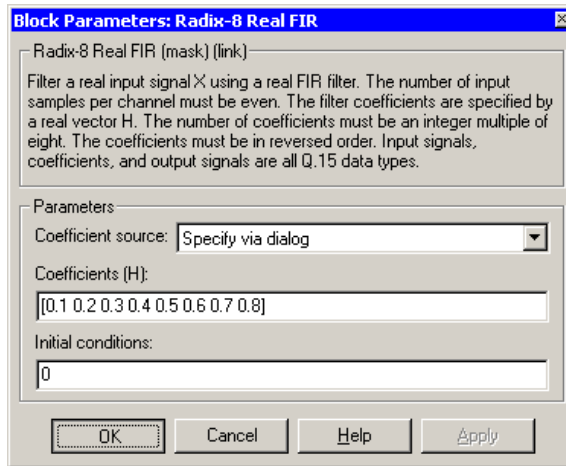 Block Parameters: Radix-8 Real FIR
Radix-8 Real FIR (mask) (link)
Filter a real input signal X using a real FIR filter. The number of input
samples per channel must be even. The filter coefficients are specified by
a real vector H. The number of coefficients must be an integer multiple of
eight. The coefficients must be in reversed order. Input signals,
coefficients, and output signals are all Q.15 data types.
Parameters
Coefficient source: Specify via dialog
Coefficients (H):
[0.1 0.2 0.3 0.4 0.5 0.6 0.7 0.8]
Initial conditions:
0
OK Cancel Help Apply